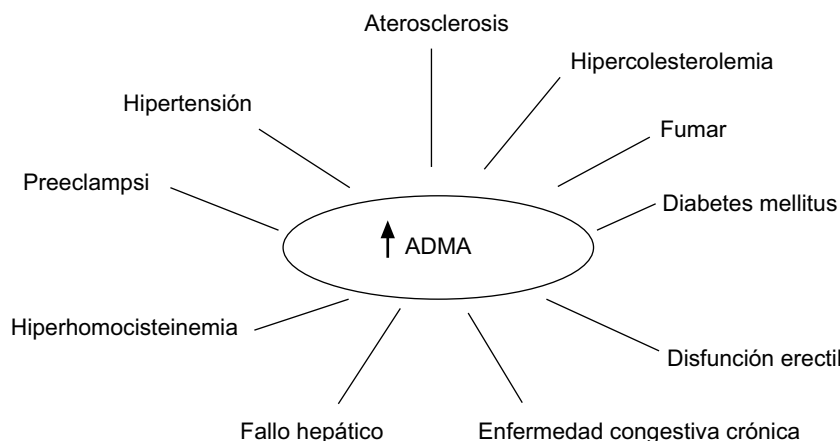 Aterosclerosis
Hipercolesterolemia
Hipertensión
Fumar
Preeclampsi
Diabetes mellitus
ADMA
Hiperhomocisteinemia
Disfunción erectil
Fallo hepático
Enfermedad congestiva crónica